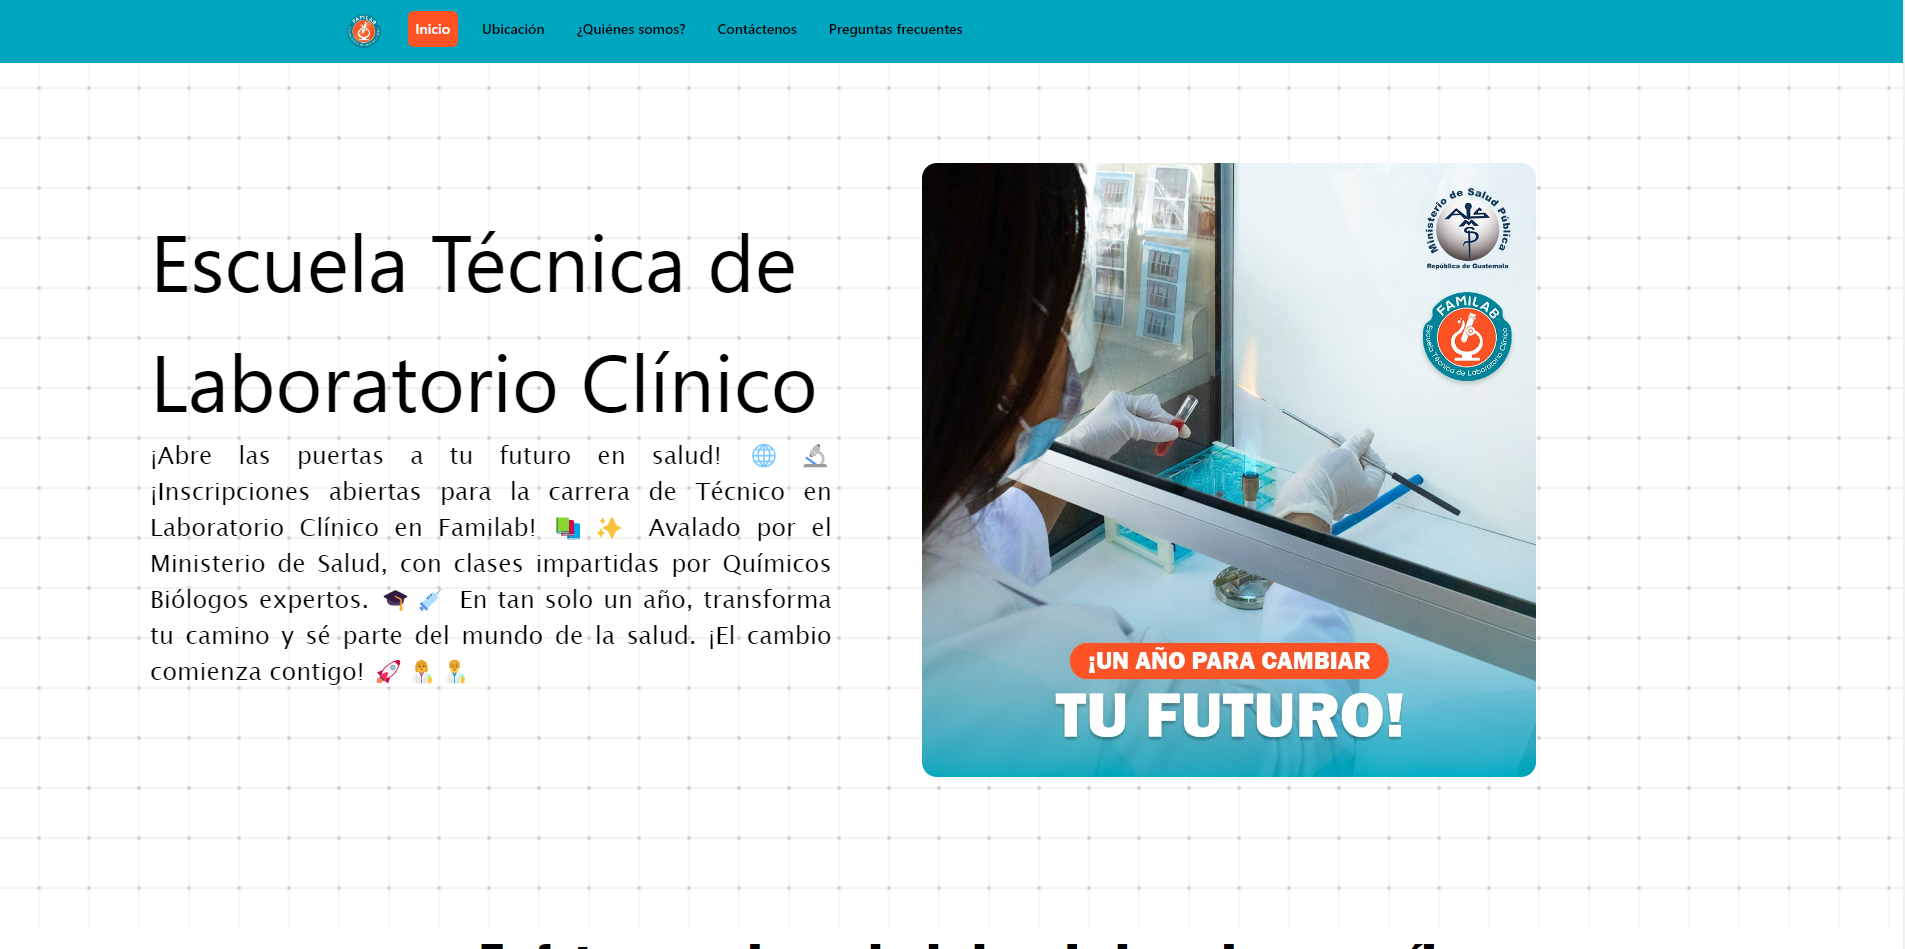 Inicio
Ubicación
¿Quiénes somos?
Contáctenos
Preguntas frecuentes
Escuela Técnica de
Laboratorio Clínico
¡Abre las puertas a tu futuro en salud! 🌐 🔬
¡Inscripciones abiertas para la carrera de Técnico en
Laboratorio Clínico en Familab! 📚 ✨ Avalado por el
Ministerio de Salud, con clases impartidas por Químicos
Biólogos expertos. 🎓 💉 En tan solo un año, transforma
tu camino y sé parte del mundo de la salud. ¡El cambio
comienza contigo! 🚀 👩‍🔬 👨‍🔬
Ministerio de Salud Pública
República de Guatemala
FAMILAB
Escuela Técnica de Laboratorio Clínico
¡UN AÑO PARA CAMBIAR
TU FUTURO!